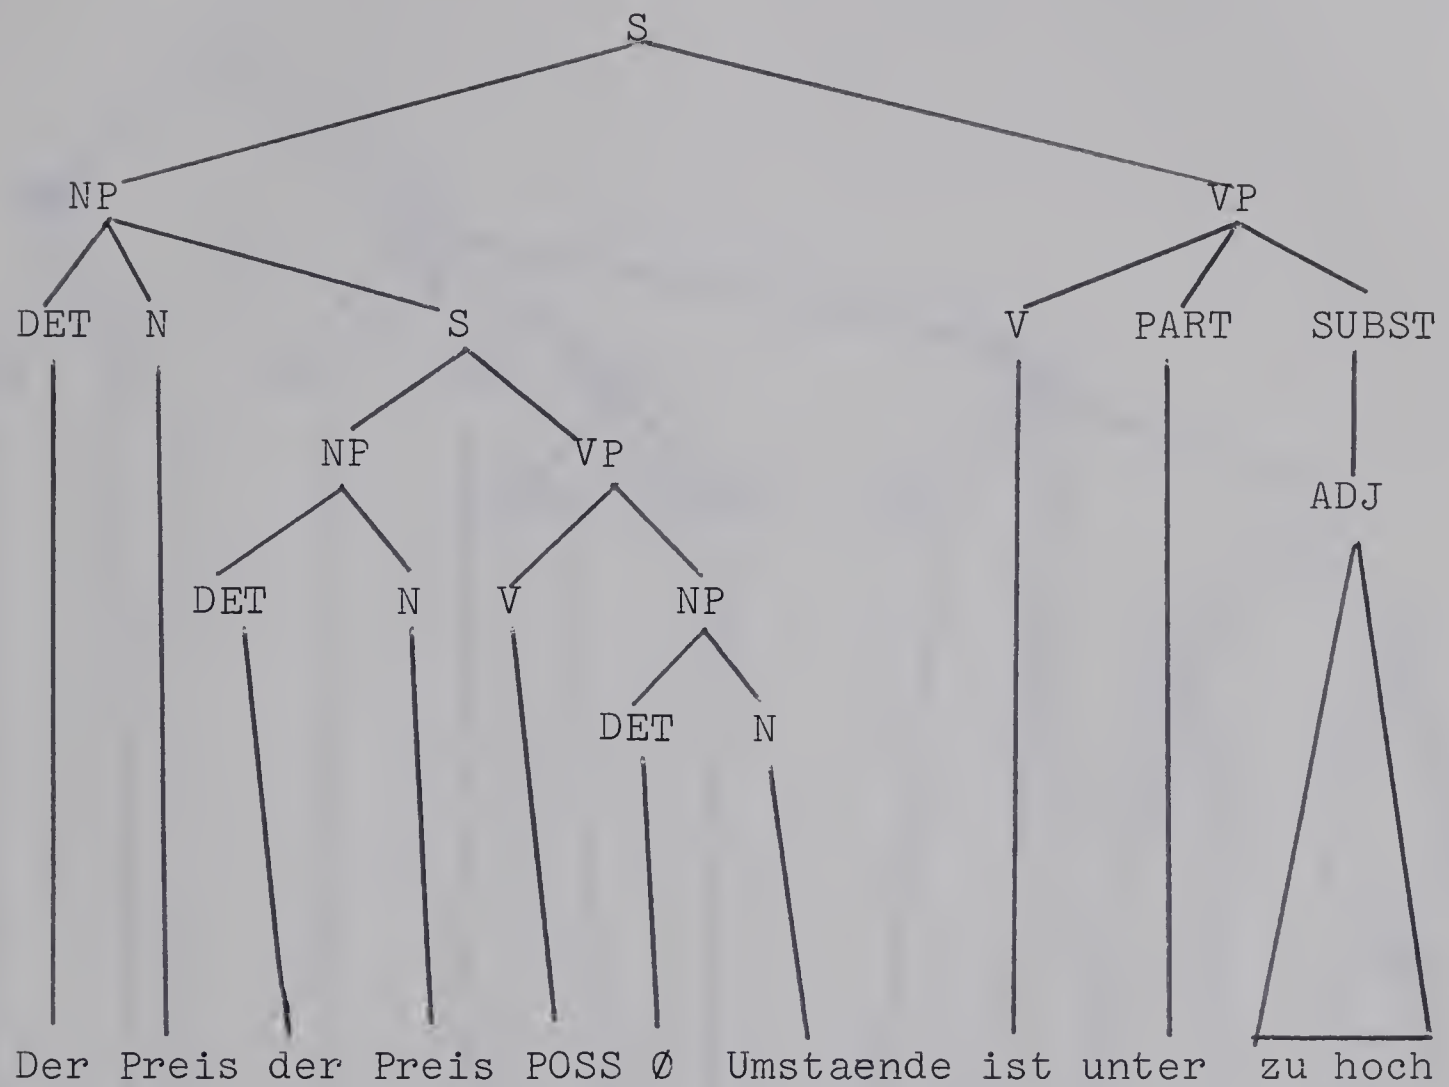 S
NP VP
DET N S V PART SUBST
NP VP
ADJ
DET N V NP
DET N
Der Preis der Preis POSS Ø Umstaende ist unter zu hoch